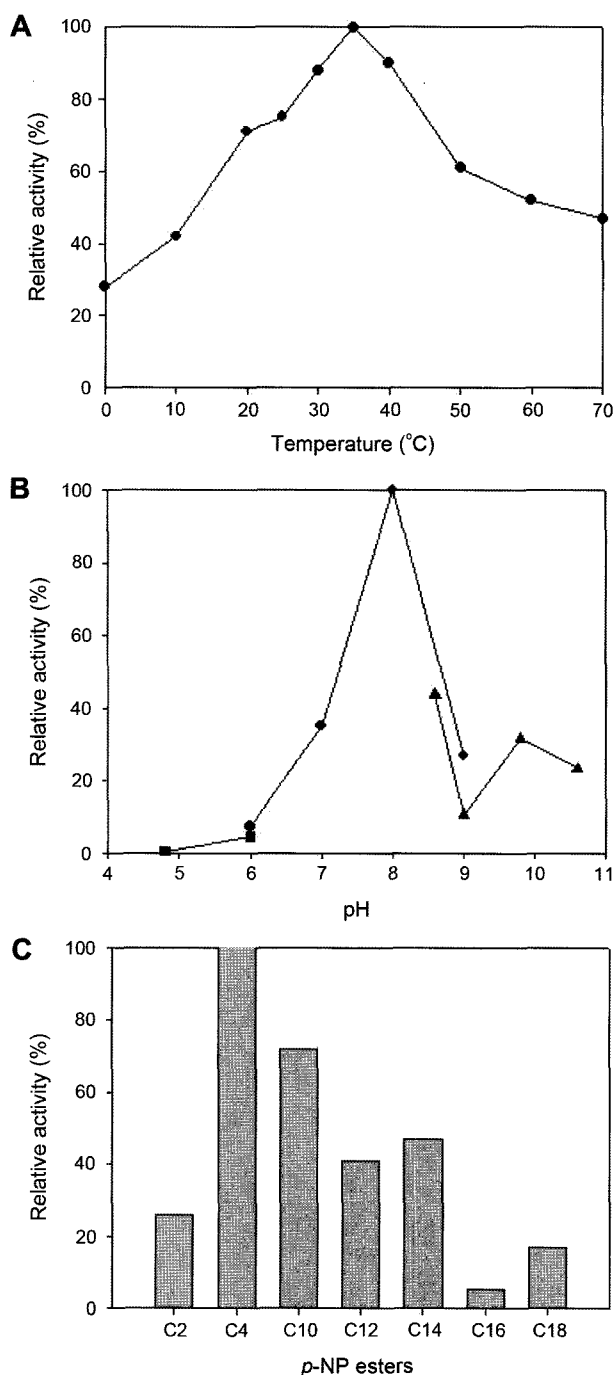 A
100
80
60
40
20
0
Relative activity (%)
0 10 20 30 40 50 60 70
Temperature (°C)
B
100
80
60
40
20
0
Relative activity (%)
4 5 6 7 8 9 10 11
pH
C
100
80
60
40
20
0
Relative activity (%)
C2 C4 C10 C12 C14 C16 C18
p-NP esters